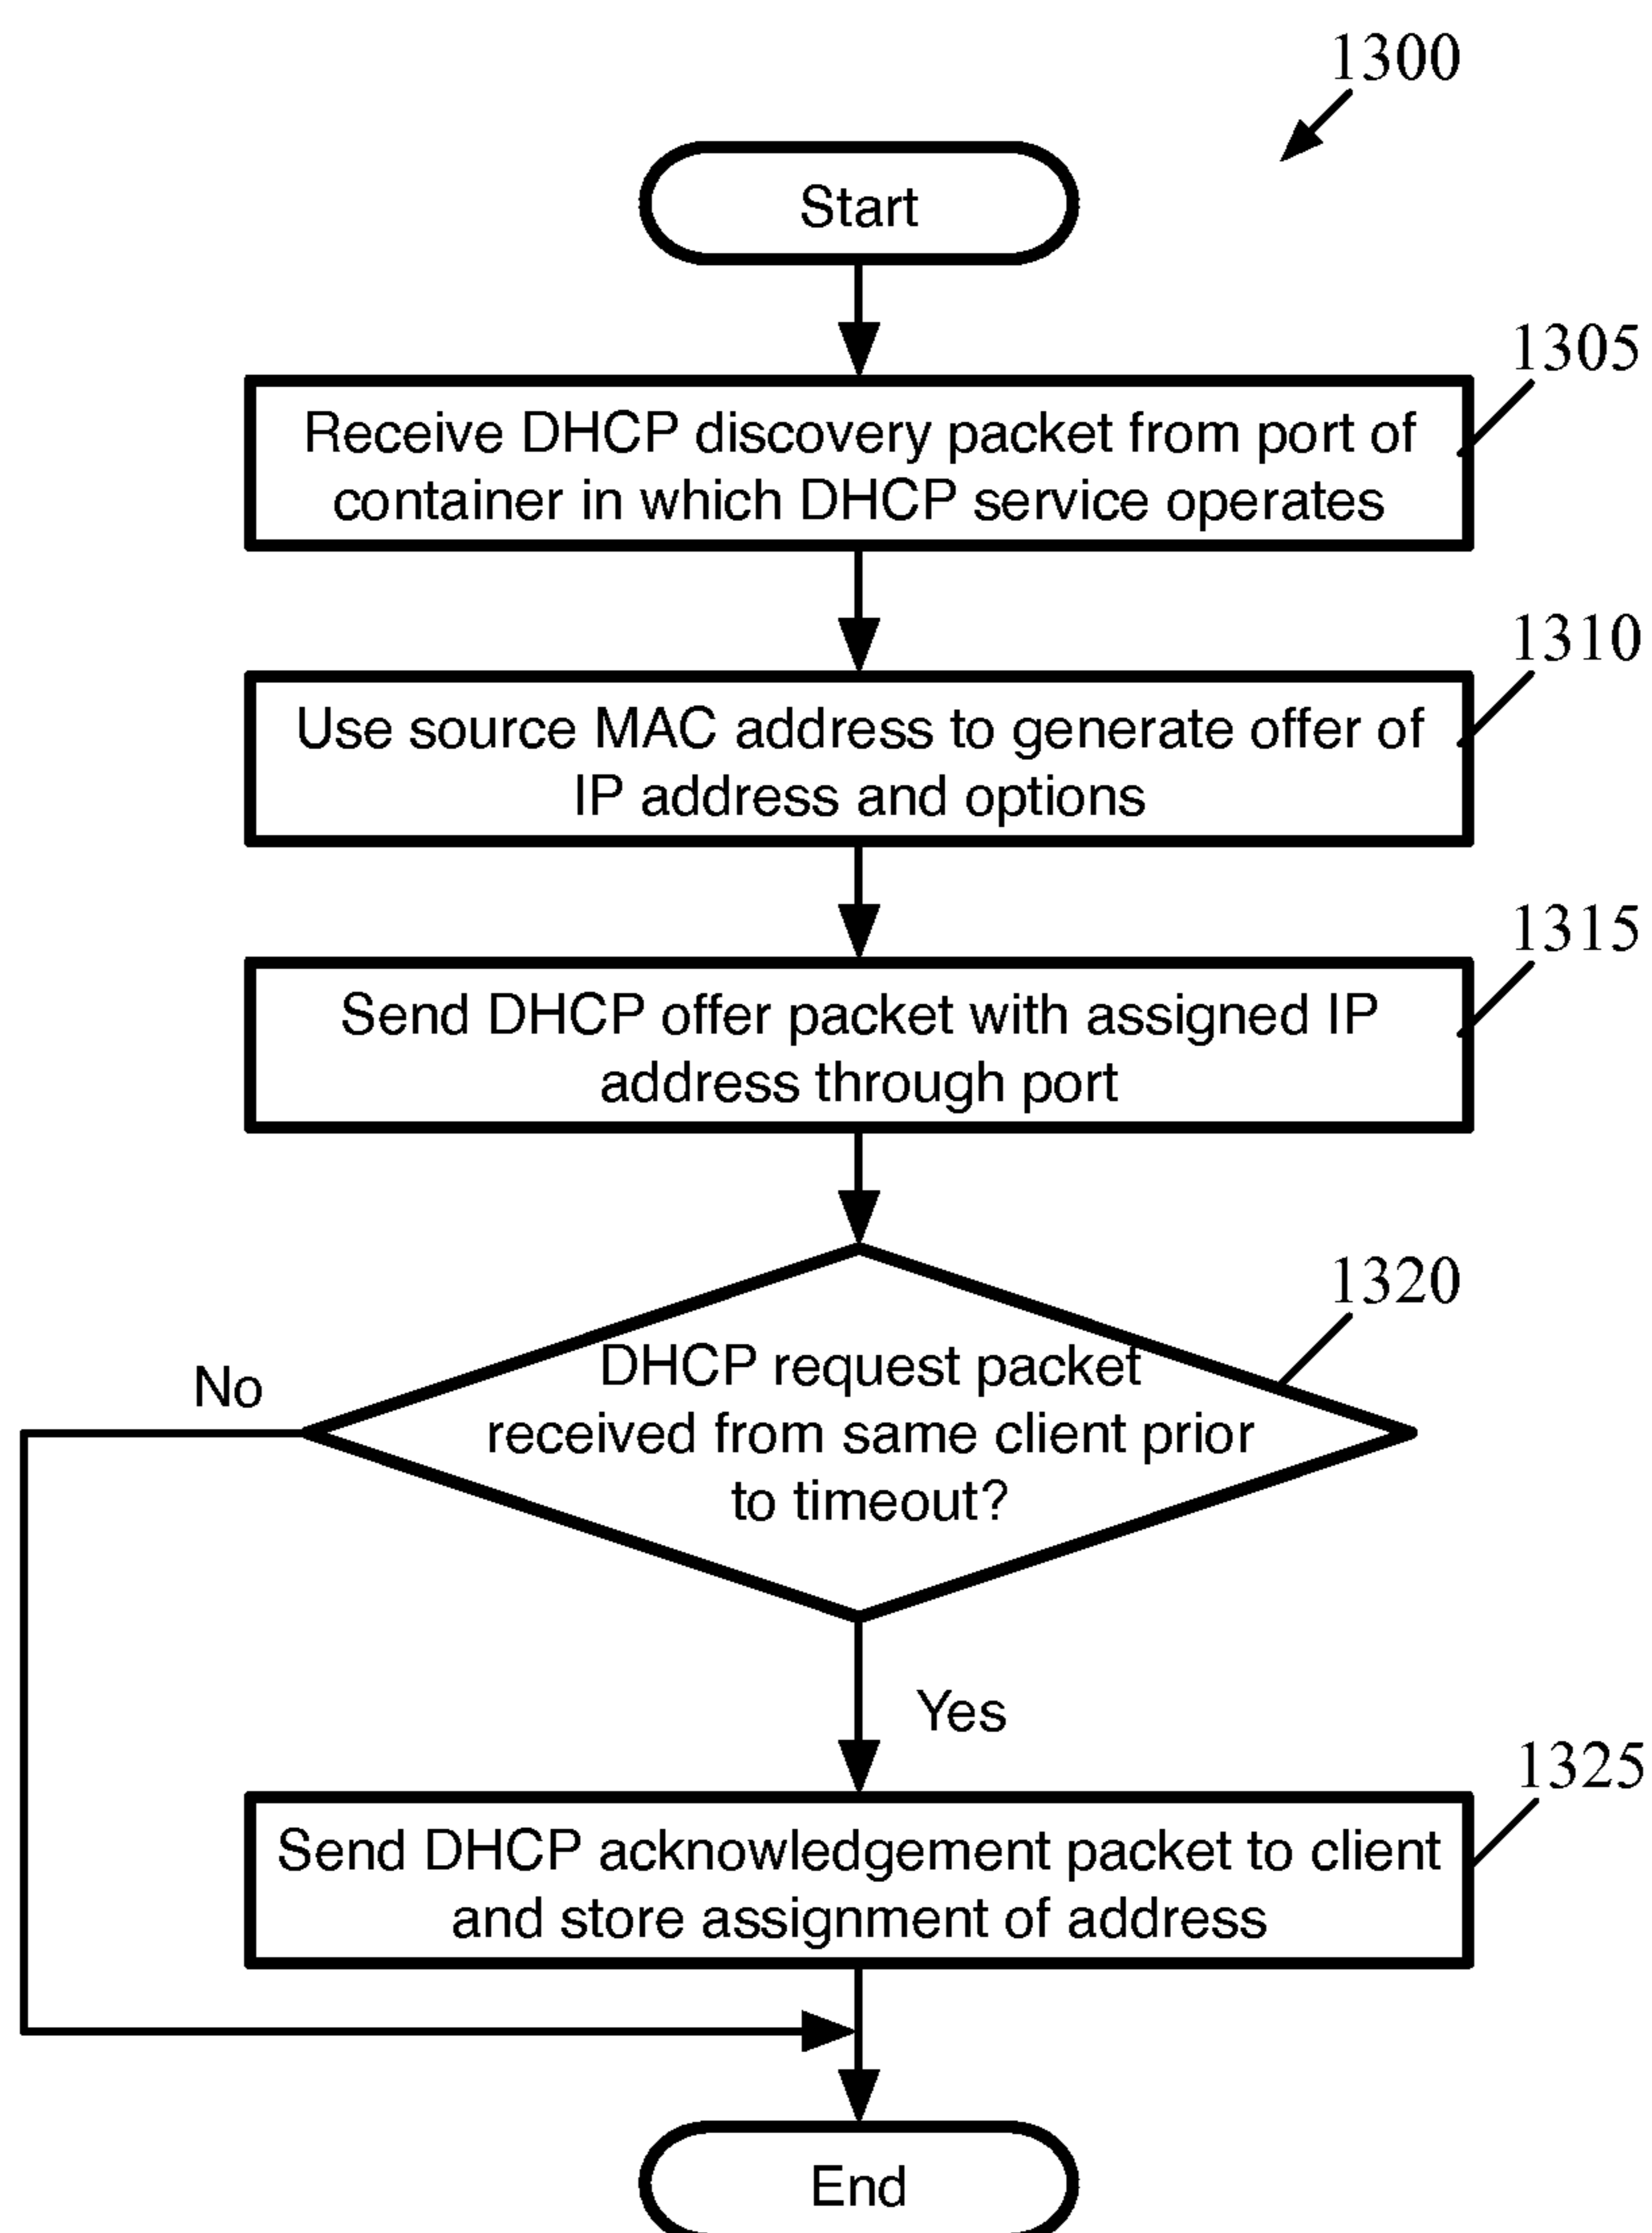 1300
Start
1305
Receive DHCP discovery packet from port of
container in which DHCP service operates
1310
Use source MAC address to generate offer of
IP address and options
1315
Send DHCP offer packet with assigned IP
address through port
1320
DHCP request packet
received from same client prior
to timeout?
No
Yes
1325
Send DHCP acknowledgement packet to client
and store assignment of address
End